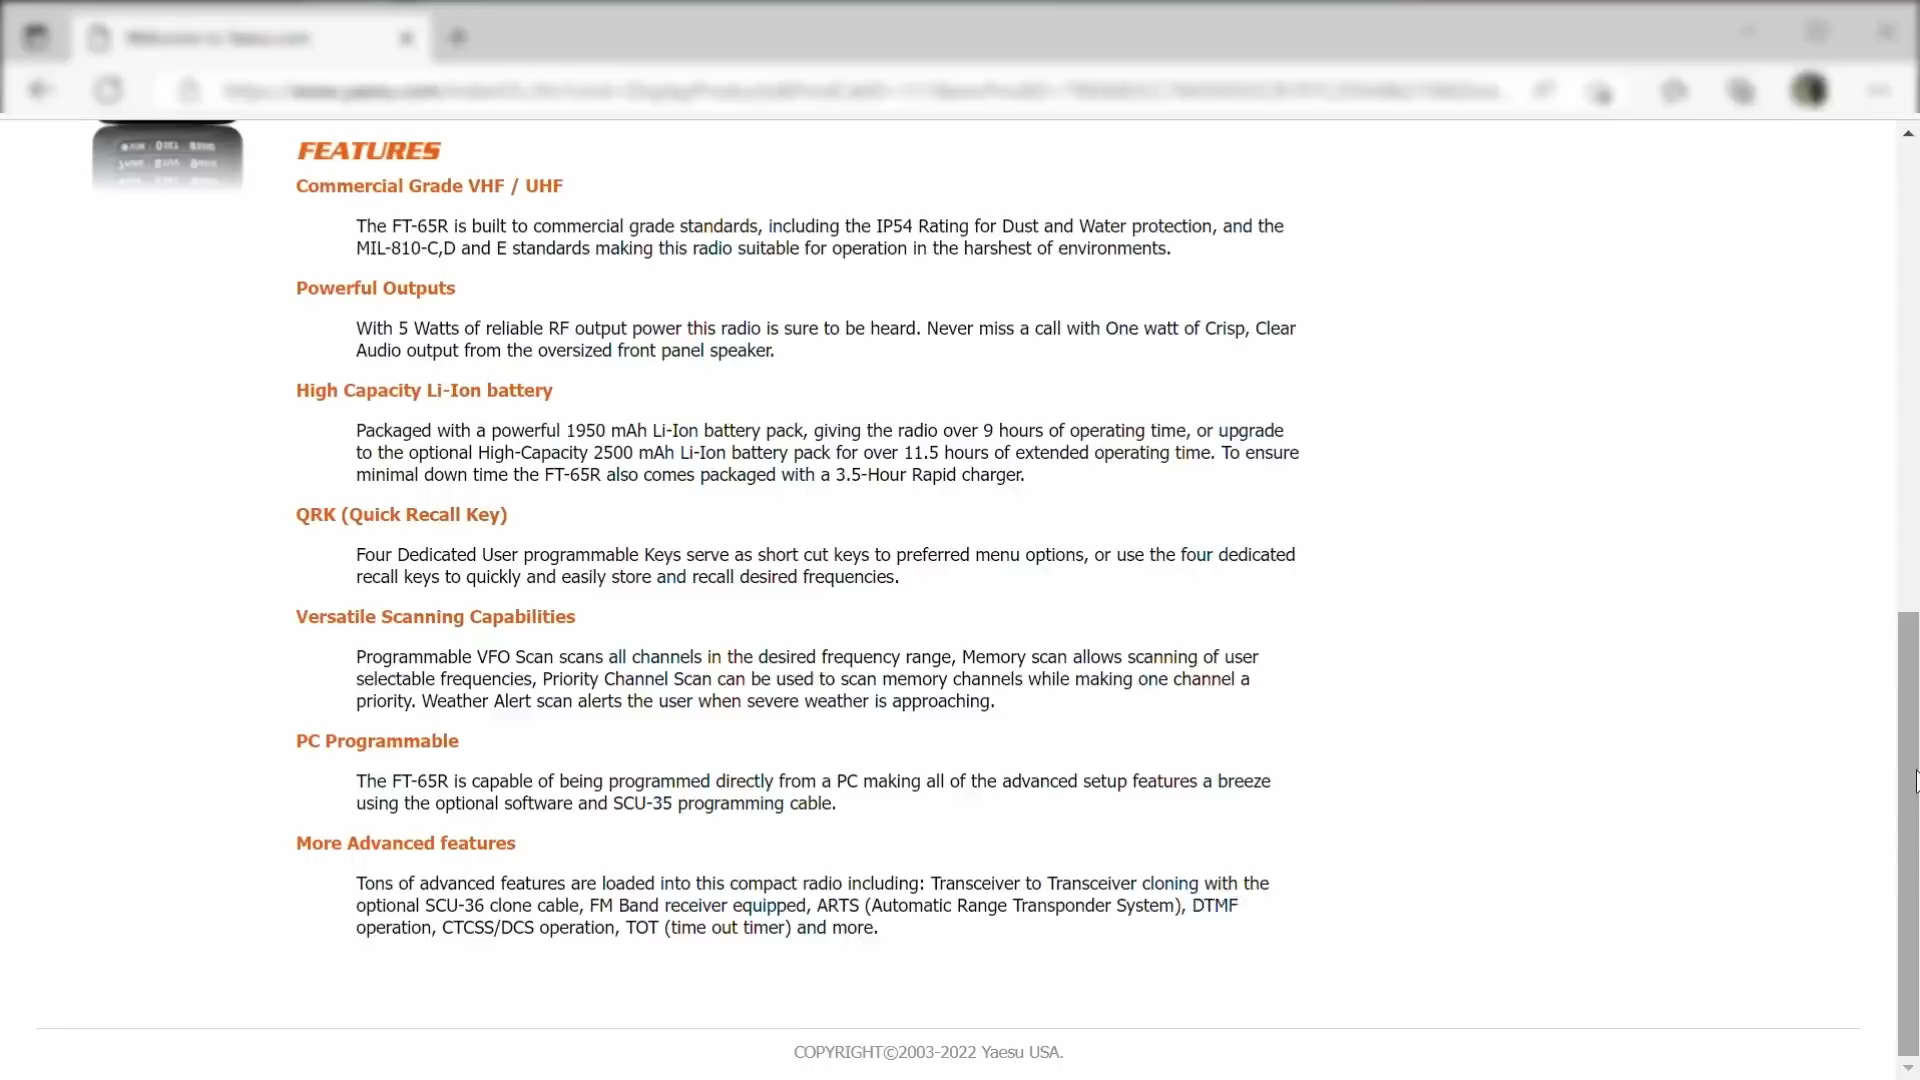 FEATURES
Commercial Grade VHF / UHF
The FT-65R is built to commercial grade standards, including the IP54 Rating for Dust and Water protection, and the
MIL-810-C,D and E standards making this radio suitable for operation in the harshest of environments.
Powerful Outputs
With 5 Watts of reliable RF output power this radio is sure to be heard. Never miss a call with One watt of Crisp, Clear
Audio output from the oversized front panel speaker.
High Capacity Li-Ion battery
Packaged with a powerful 1950 mAh Li-Ion battery pack, giving the radio over 9 hours of operating time, or upgrade
to the optional High-Capacity 2500 mAh Li-Ion battery pack for over 11.5 hours of extended operating time. To ensure
minimal down time the FT-65R also comes packaged with a 3.5-Hour Rapid charger.
QRK (Quick Recall Key)
Four Dedicated User programmable Keys serve as short cut keys to preferred menu options, or use the four dedicated
recall keys to quickly and easily store and recall desired frequencies.
Versatile Scanning Capabilities
Programmable VFO Scan scans all channels in the desired frequency range, Memory scan allows scanning of user
selectable frequencies, Priority Channel Scan can be used to scan memory channels while making one channel a
priority. Weather Alert scan alerts the user when severe weather is approaching.
PC Programmable
The FT-65R is capable of being programmed directly from a PC making all of the advanced setup features a breeze
using the optional software and SCU-35 programming cable.
More Advanced features
Tons of advanced features are loaded into this compact radio including: Transceiver to Transceiver cloning with the
optional SCU-36 clone cable, FM Band receiver equipped, ARTS (Automatic Range Transponder System), DTMF
operation, CTCSS/DCS operation, TOT (time out timer) and more.
COPYRIGHT©2003-2022 Yaesu USA.